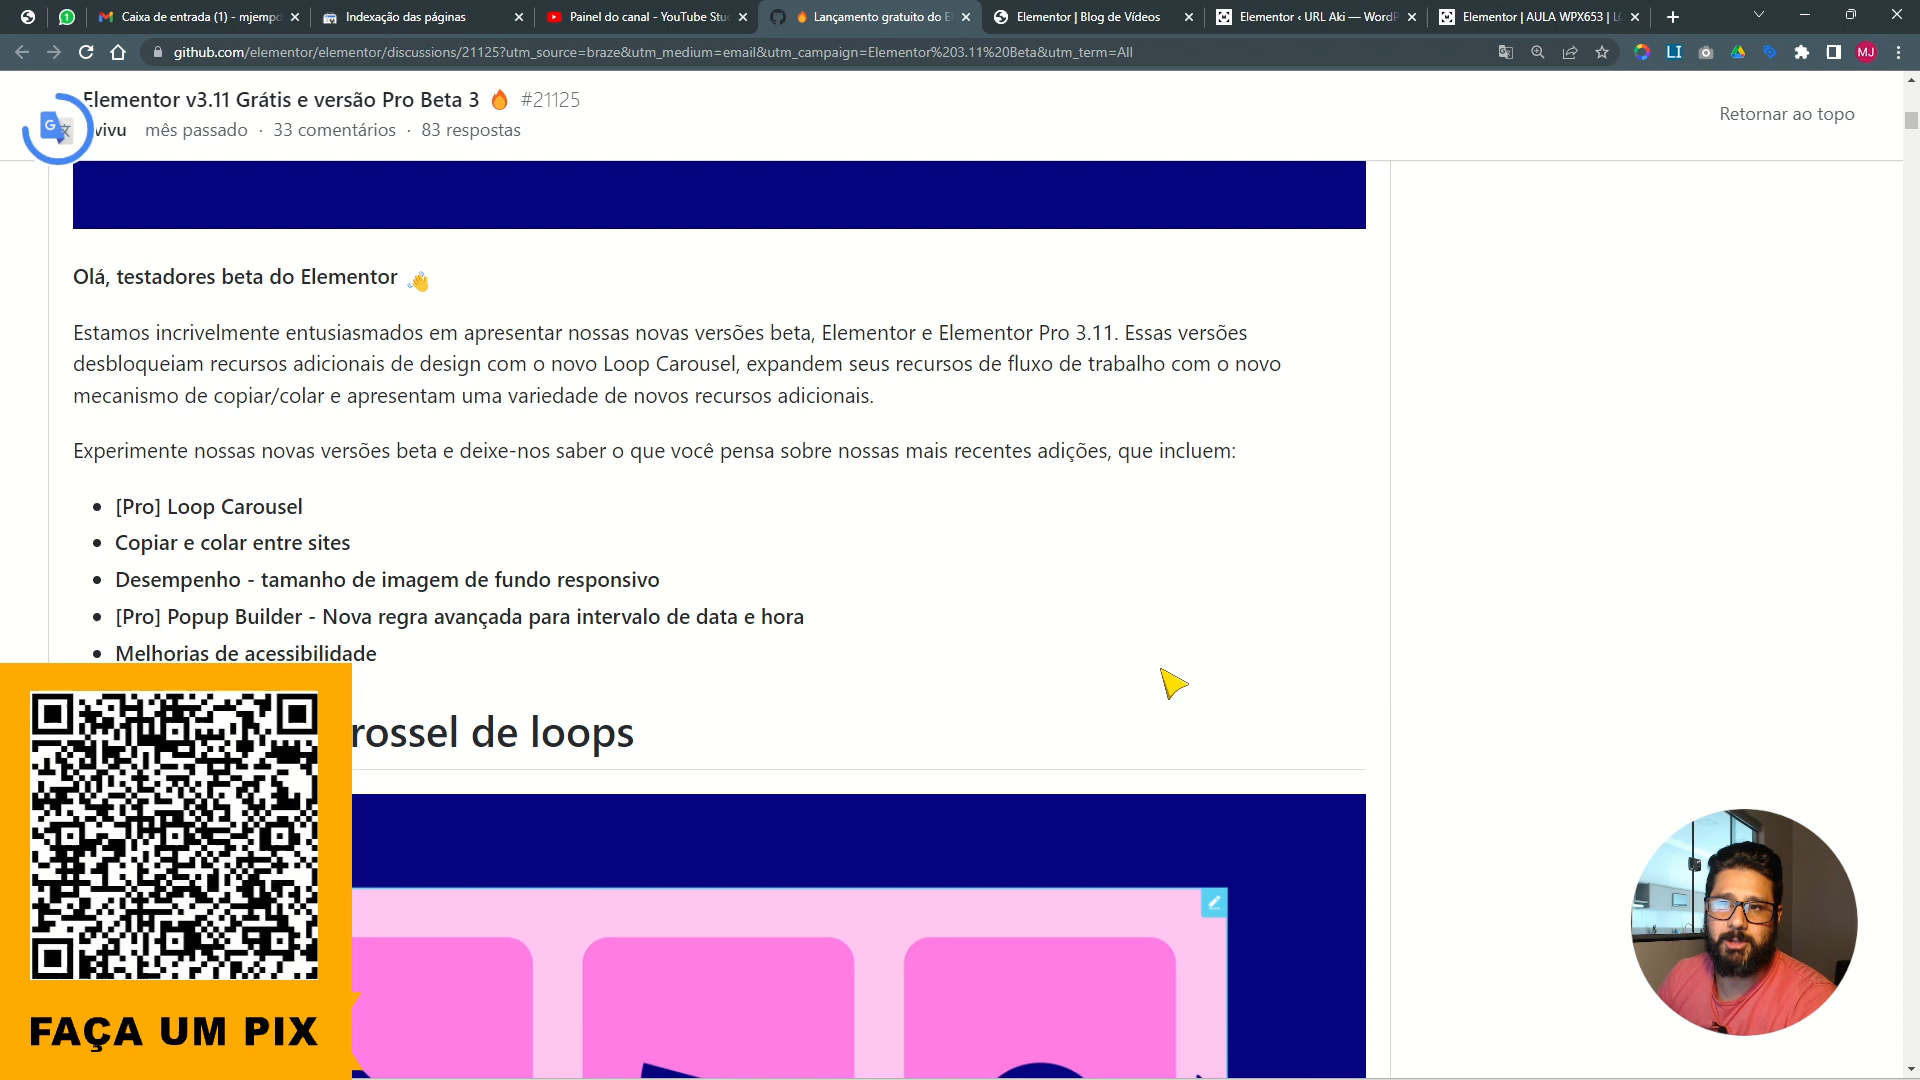 Caixa de entrada (1) - mjempo
Indexação das páginas
Painel do canal - YouTube Stu
Lançamento gratuito do E
Elementor | Blog de Vídeos
Elementor ‹ URL Aki — WordP
Elementor | AULA WPX653 | L
github.com/elementor/elementor/discussions/21125?utm_source=braze&utm_medium=email&utm_campaign=Elementor%203.11%20Beta&utm_term=All
LI
MJ
Elementor v3.11 Grátis e versão Pro Beta 3 🔥 #21125
vivu mês passado · 33 comentários · 83 respostas
Retornar ao topo
Olá, testadores beta do Elementor 👋
Estamos incrivelmente entusiasmados em apresentar nossas novas versões beta, Elementor e Elementor Pro 3.11. Essas versões
desbloqueiam recursos adicionais de design com o novo Loop Carousel, expandem seus recursos de fluxo de trabalho com o novo
mecanismo de copiar/colar e apresentam uma variedade de novos recursos adicionais.
Experimente nossas novas versões beta e deixe-nos saber o que você pensa sobre nossas mais recentes adições, que incluem:
• [Pro] Loop Carousel
• Copiar e colar entre sites
• Desempenho - tamanho de imagem de fundo responsivo
• [Pro] Popup Builder - Nova regra avançada para intervalo de data e hora
• Melhorias de acessibilidade
rossel de loops
FAÇA UM PIX